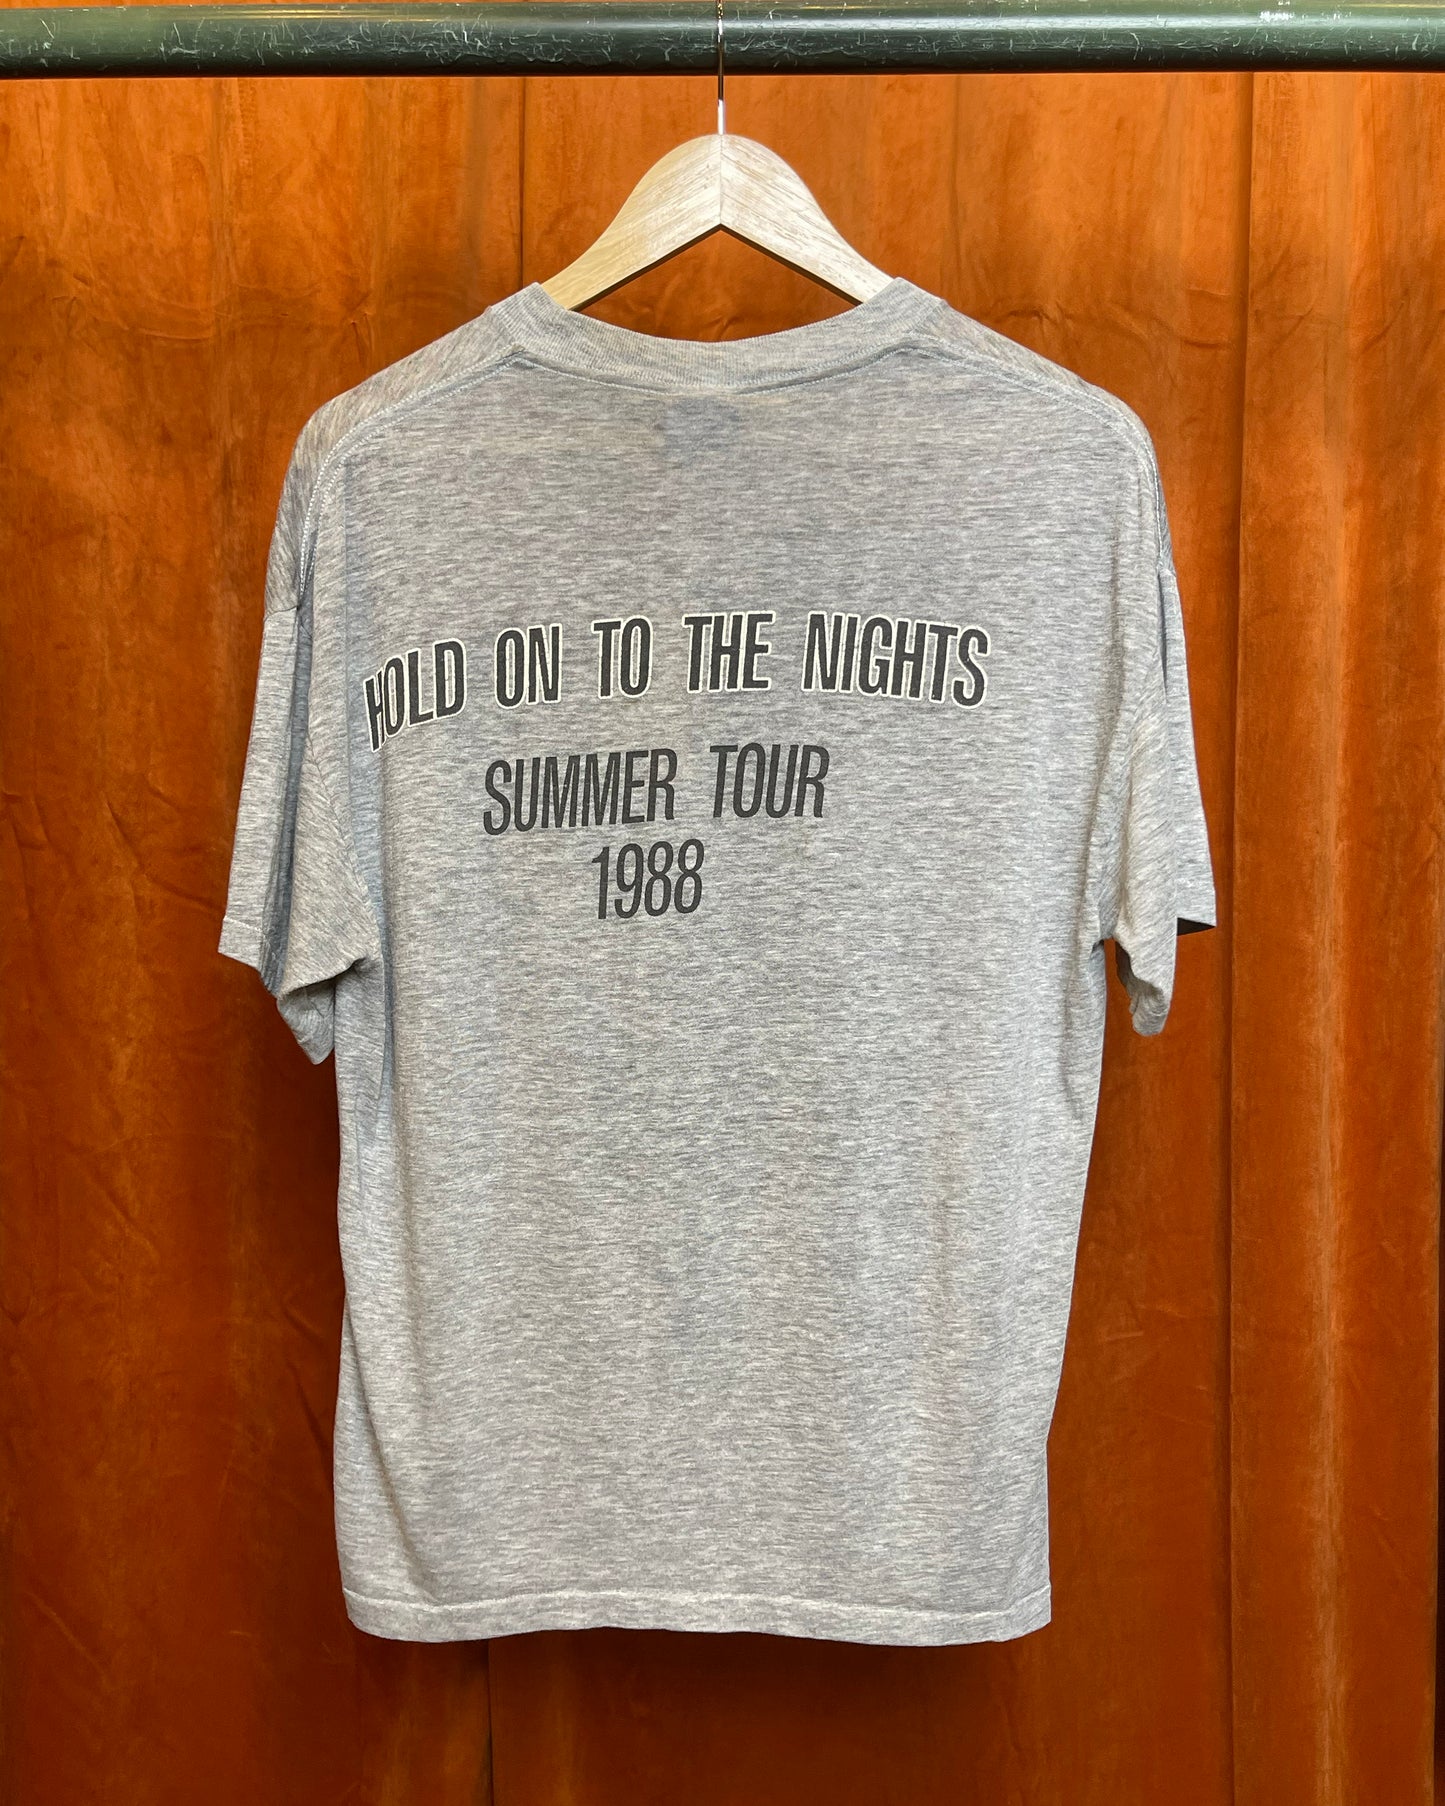 HOLD ON TO THE NIGHTS
SUMMER TOUR
1988